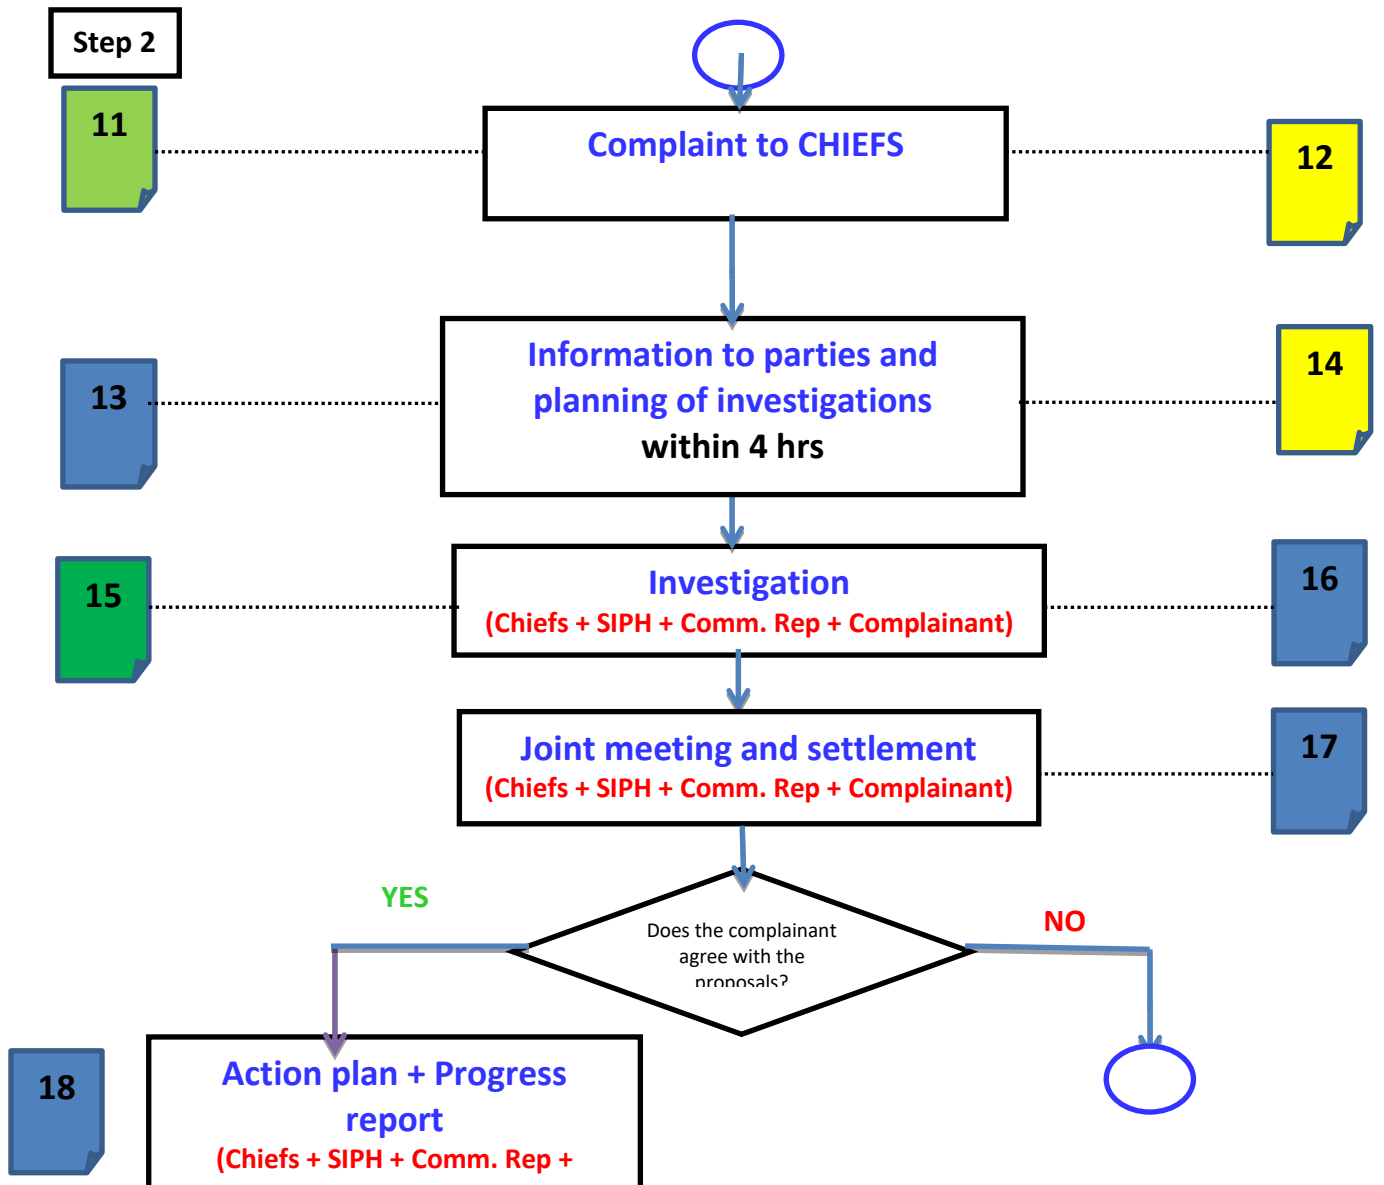 Step 2
11
Complaint to CHIEFS
12
Information to parties and
planning of investigations
within 4 hrs
13
14
Investigation
(Chiefs + SIPH + Comm. Rep + Complainant)
15
16
Joint meeting and settlement
(Chiefs + SIPH + Comm. Rep + Complainant)
17
YES
Does the complainant
agree with the
proposals?
NO
Action plan + Progress
report
(Chiefs + SIPH + Comm. Rep +
18